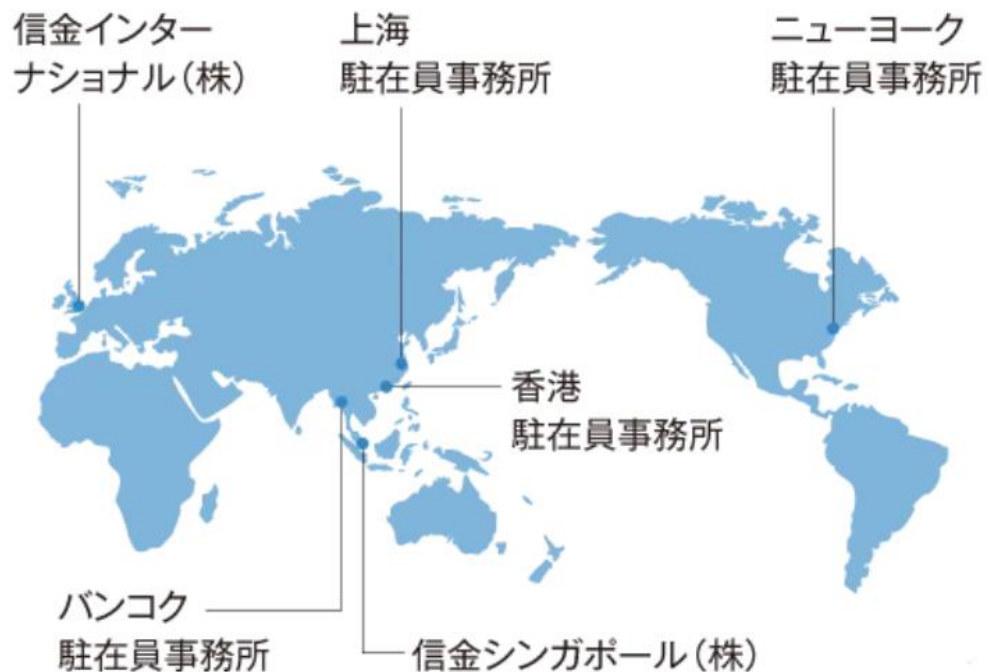 信金インター
ナショナル（株）
上海
駐在員事務所
ニューヨーク
駐在員事務所
香港
駐在員事務所
バンコク
駐在員事務所
信金シンガポール（株）